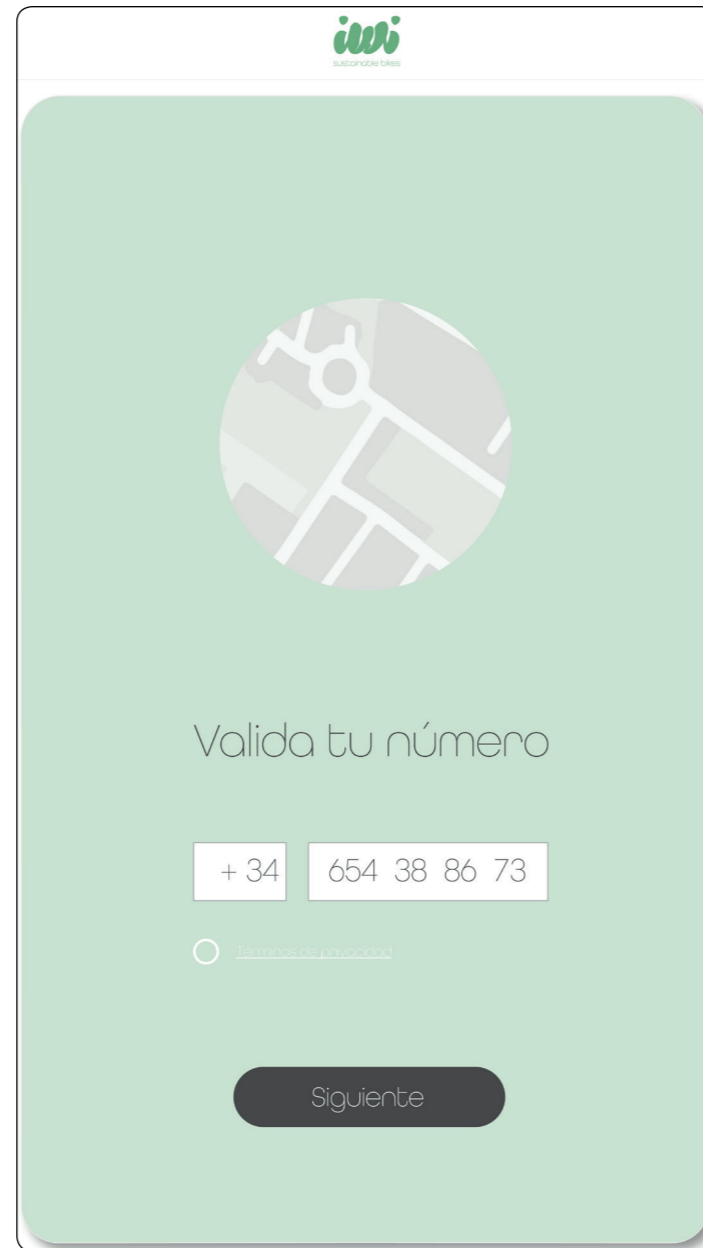 iwi
sustainable bikes
Valida tu número
+ 34 654 38 86 73
Términos de privacidad
Siguiente